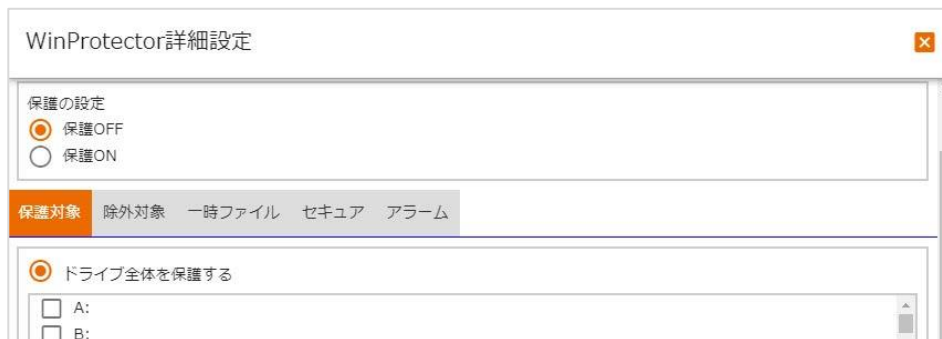 WinProtector詳細設定
保護の設定
保護OFF
保護ON
保護対象 除外対象 一時ファイル セキュア アラーム
ドライブ全体を保護する
A:
B: